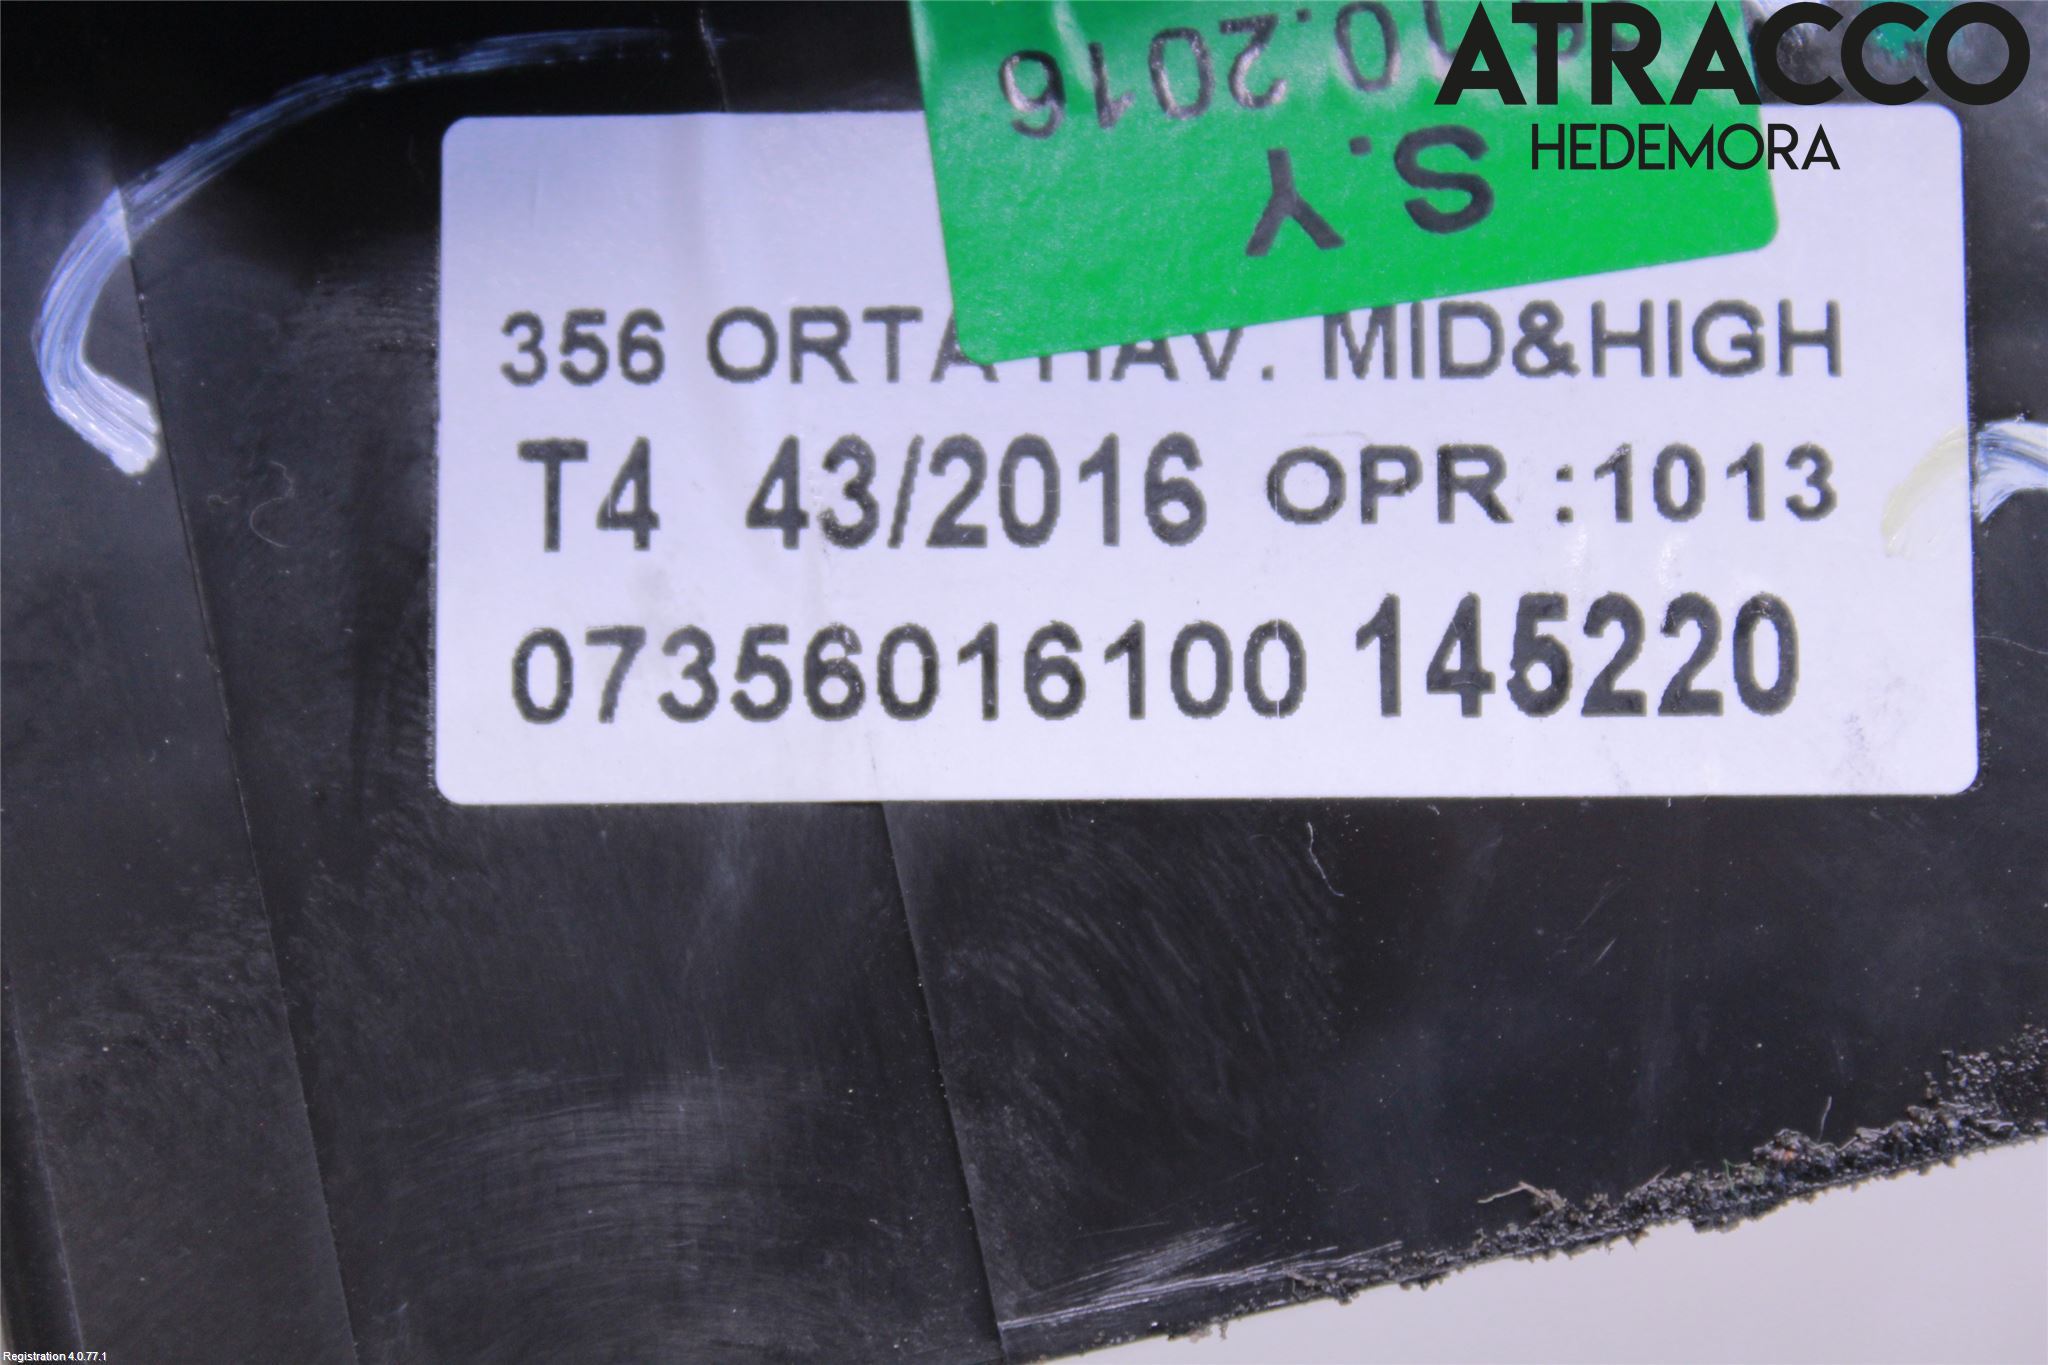 ATRACCO
HEDEMORA
10.2016
S.Y
356 ORTA HAV. MID&HIGH
T4 43/2016 OPR :1013
07356016100 145220
Registration 4.0.77.1